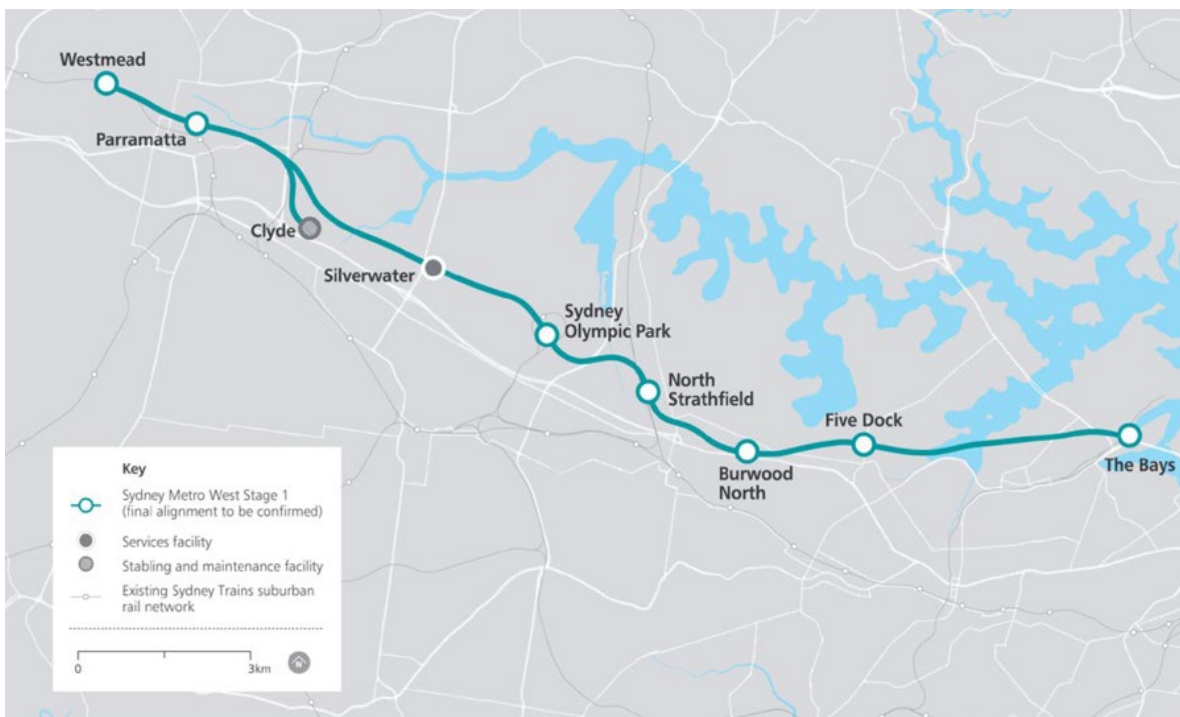 Westmead
Parramatta
Clyde
Silverwater
Sydney
Olympic Park
North
Strathfield
Five Dock
Burwood
North
The Bays
Key
Sydney Metro West Stage 1
(final alignment to be confirmed)
Services facility
Stabling and maintenance facility
Existing Sydney Trains suburban
rail network
0
3km
N